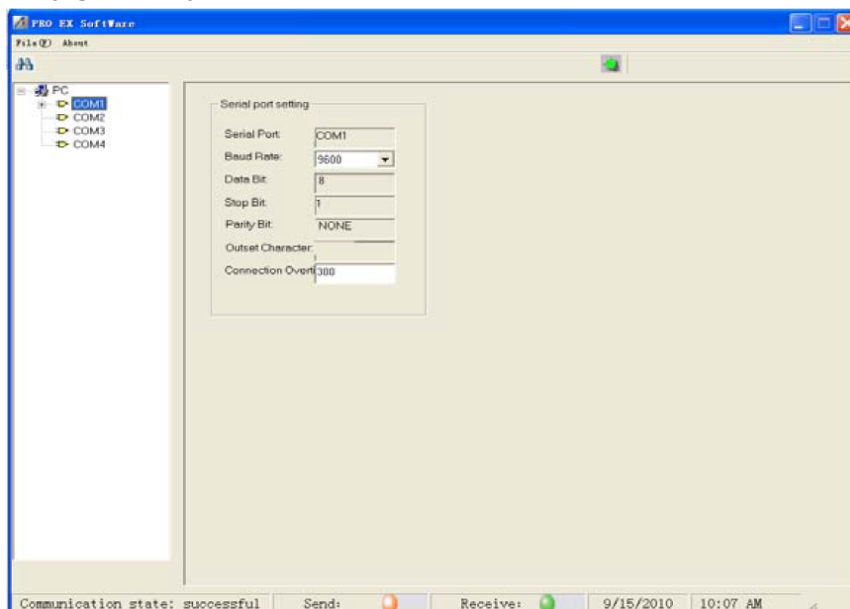 PRO EX SoftWare
File(F) About
PC
COM1
COM2
COM3
COM4
Serial port setting
Serial Port: COM1
Baud Rate: 9600
Data Bit: 8
Stop Bit: 1
Parity Bit: NONE
Outset Character:
Connection Overti 300
Communication state: successful Send: Receive: 9/15/2010 10:07 AM